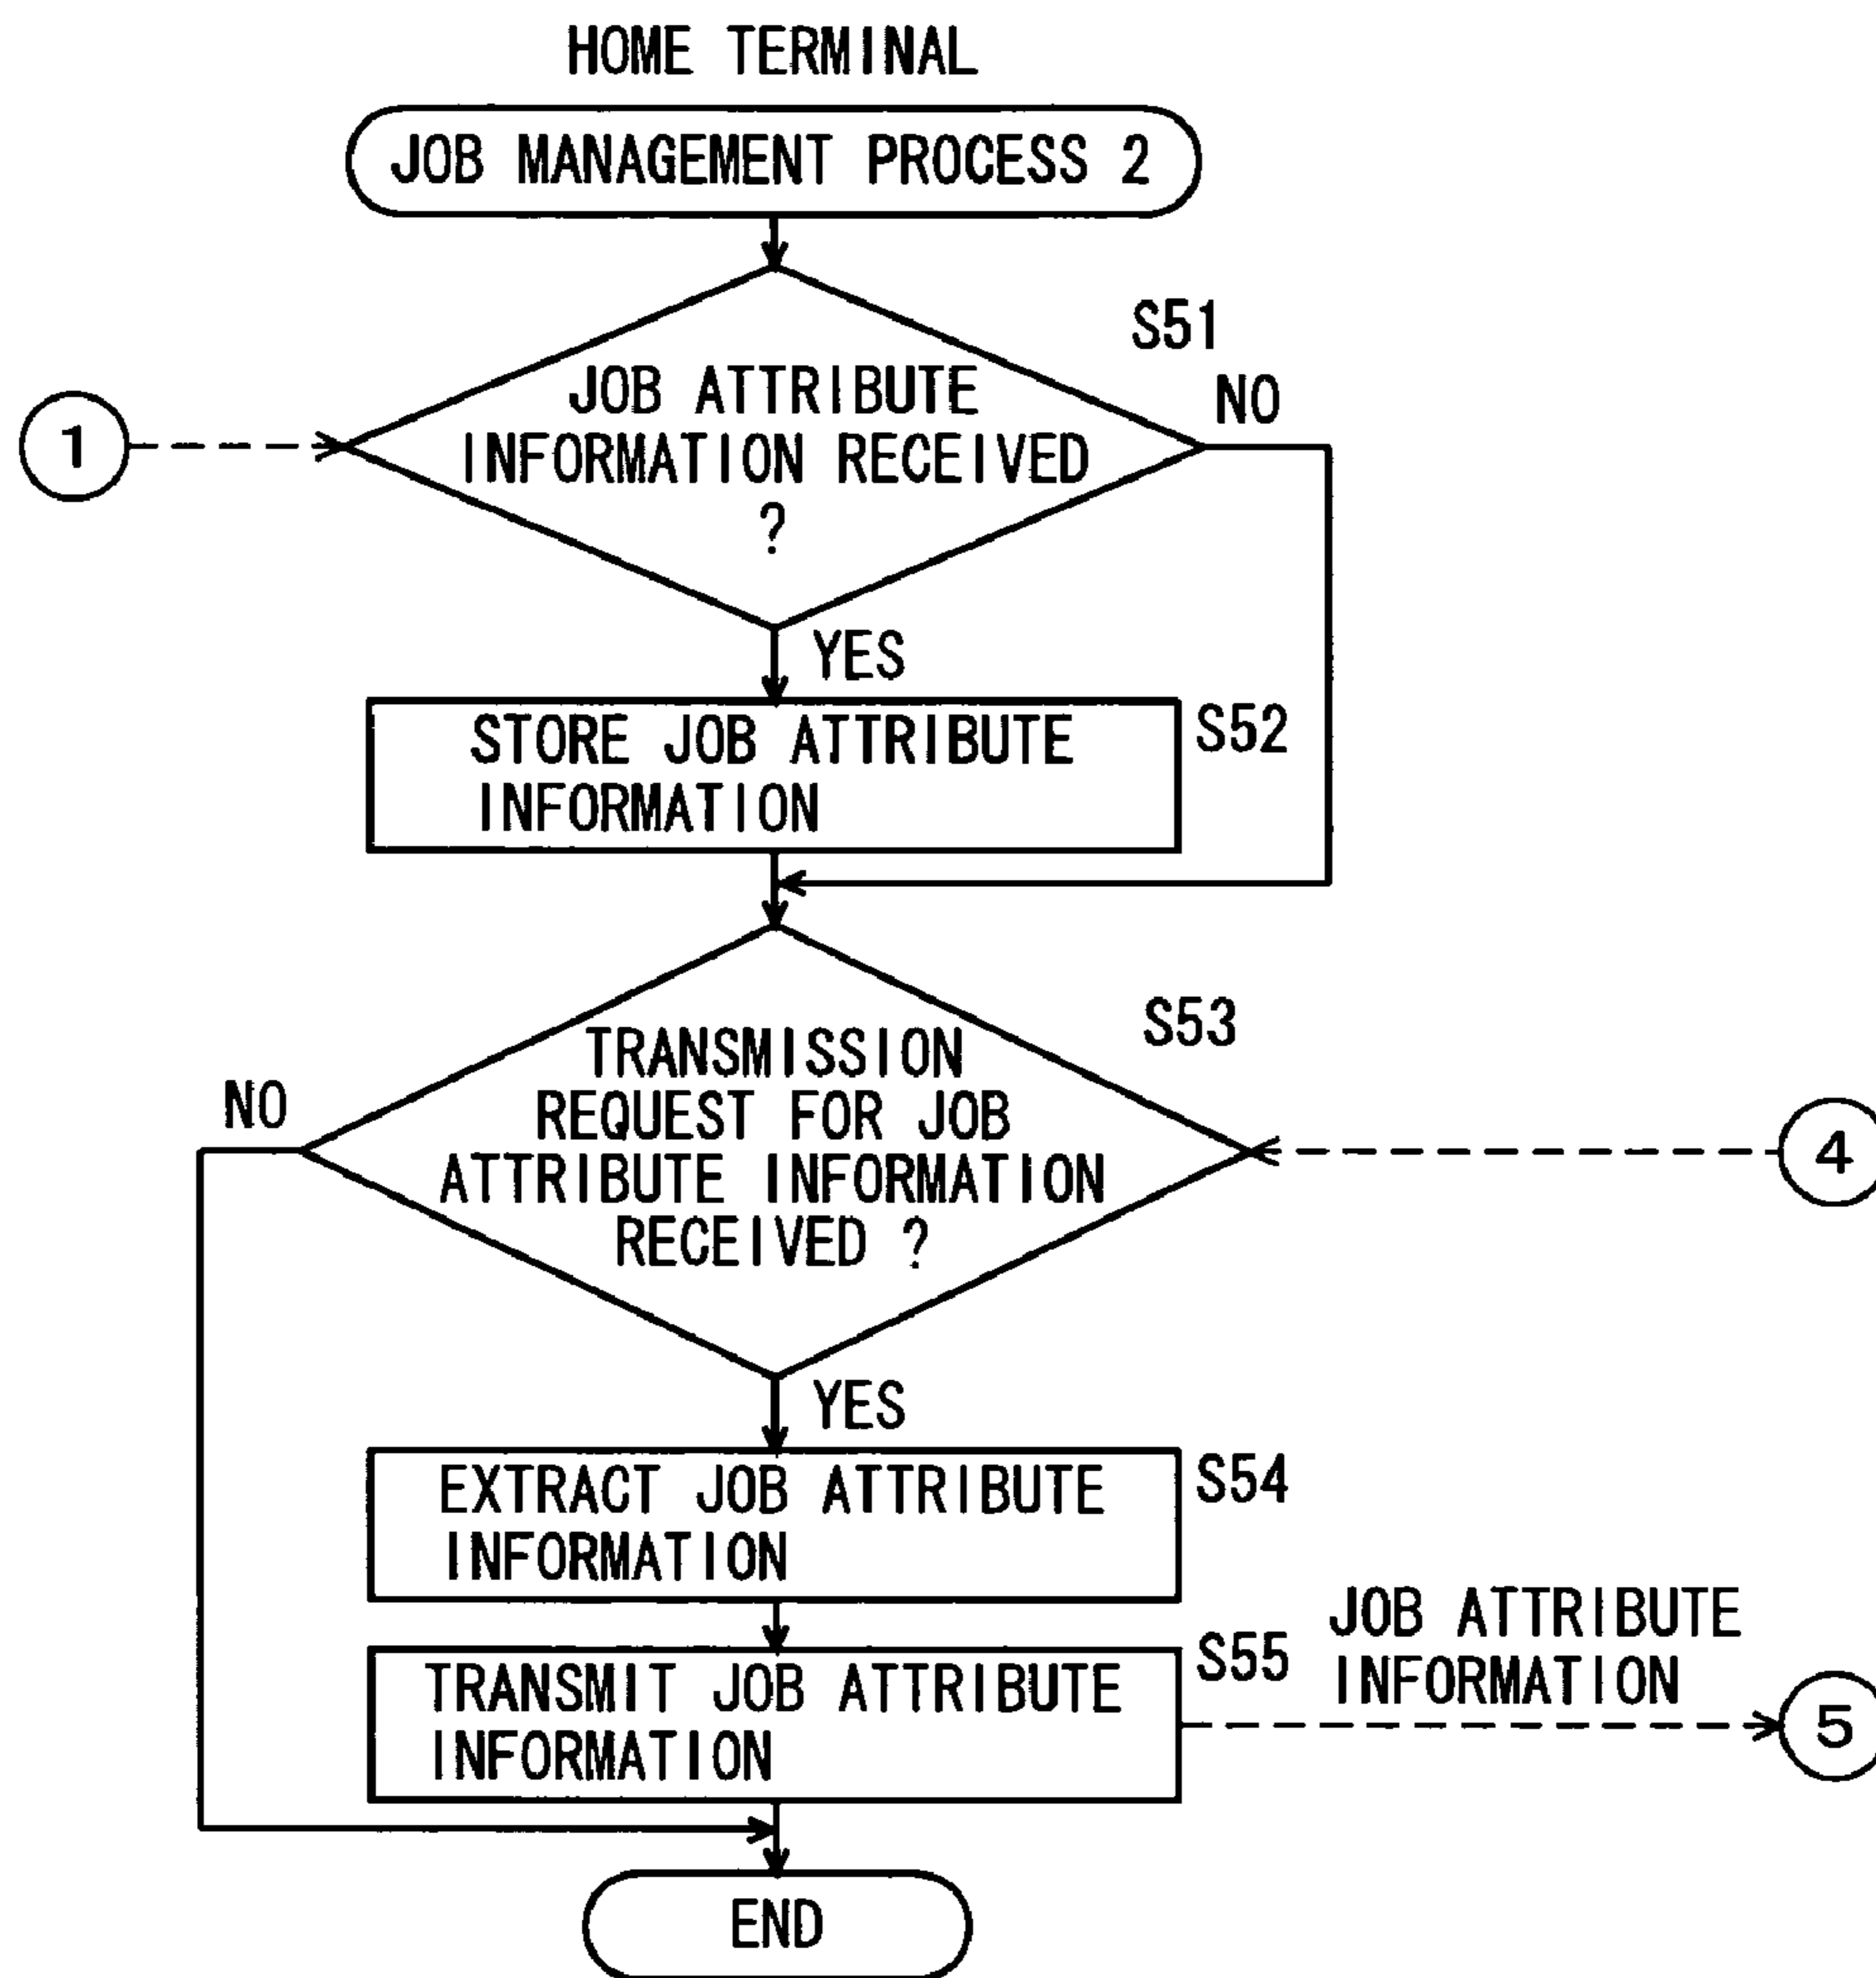 HOME TERMINAL
JOB MANAGEMENT PROCESS 2
S51
JOB ATTRIBUTE
INFORMATION RECEIVED
?
NO
1
YES
STORE JOB ATTRIBUTE
INFORMATION
S52
S53
TRANSMISSION
REQUEST FOR JOB
ATTRIBUTE INFORMATION
RECEIVED ?
NO
4
YES
EXTRACT JOB ATTRIBUTE
INFORMATION
S54
TRANSMIT JOB ATTRIBUTE
INFORMATION
S55
JOB ATTRIBUTE
INFORMATION
5
END